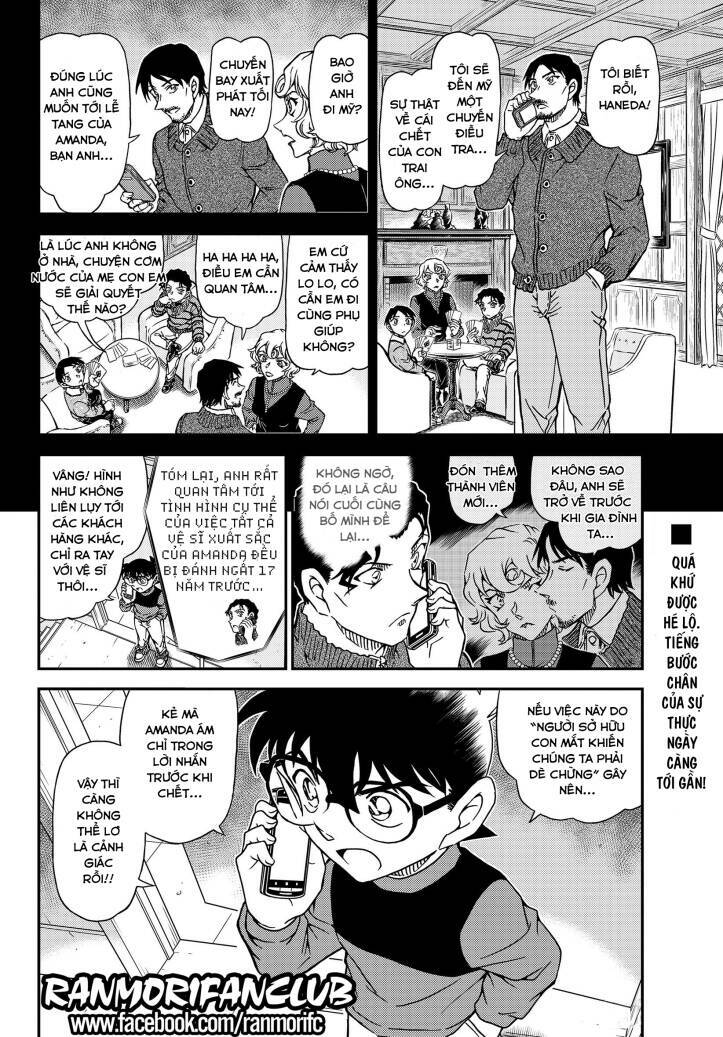 TÔI BIẾT
RỒI, HANEDA!
TÔI SẼ
ĐẾN MỸ
MỘT
CHUYẾN
ĐIỀU
TRA...
SỰ THẬT
VỀ CÁI
CHẾT
CỦA CON
TRAI
ÔNG...
BAO
GIỜ
ANH
ĐI MỸ?
CHUYẾN
BAY XUẤT
PHÁT TỐI
NAY!
ĐÚNG LÚC
ANH CŨNG
MUỐN TỚI LỄ
TANG CỦA
AMANDA,
BẠN ANH...
EM CỨ
CẢM THẤY
LO LO, CÓ
CẦN EM ĐI
CÙNG PHỤ
GIÚP
KHÔNG?
HA HA HA HA,
ĐIỀU EM CẦN
QUAN TÂM...
LÀ LÚC ANH KHÔNG
Ở NHÀ, CHUYỆN CƠM
NƯỚC CỦA MẸ CON EM
SẼ GIẢI QUYẾT
THẾ NÀO?
KHÔNG SAO
ĐÂU, ANH SẼ
TRỞ VỀ TRƯỚC
KHI GIA ĐÌNH
TA...
ĐÓN THÊM
THÀNH VIÊN
MỚI...
KHÔNG NGỜ,
ĐÓ LẠI LÀ CÂU
NÓI CUỐI CÙNG
BỐ MÌNH ĐỂ
LẠI...
TÓM LẠI, ANH RẤT
QUAN TÂM TỚI
TÌNH HÌNH CỤ THỂ
CỦA VIỆC TẤT CẢ
VỆ SĨ XUẤT SẮC
CỦA AMANDA ĐỀU
BỊ ĐÁNH NGẤT 17
NĂM TRƯỚC...
VÂNG! HÌNH
NHƯ KHÔNG
LIÊN LỤY TỚI
CÁC KHÁCH
HÀNG KHÁC,
CHỈ RA TAY
VỚI VỆ SĨ
THÔI...
QUÁ
KHỨ
ĐƯỢC
HÉ LỘ.
TIẾNG
BƯỚC
CHÂN
CỦA SỰ
THỰC
NGÀY
CÀNG
TỚI GẦN!
NẾU VIỆC NÀY DO
"NGƯỜI SỞ HỮU
CON MẮT KHIẾN
CHÚNG TA PHẢI
DÈ CHỪNG" GÂY
NÊN...
KẺ MÀ
AMANDA ÁM
CHỈ TRONG
LỜI NHẮN
TRƯỚC KHI
CHẾT...
VẬY THÌ
CÀNG
KHÔNG
THỂ LƠ
LÀ CẢNH
GIÁC
RỒI!!
RANMORIFANCLUB
www.facebook.com/ranmorifc